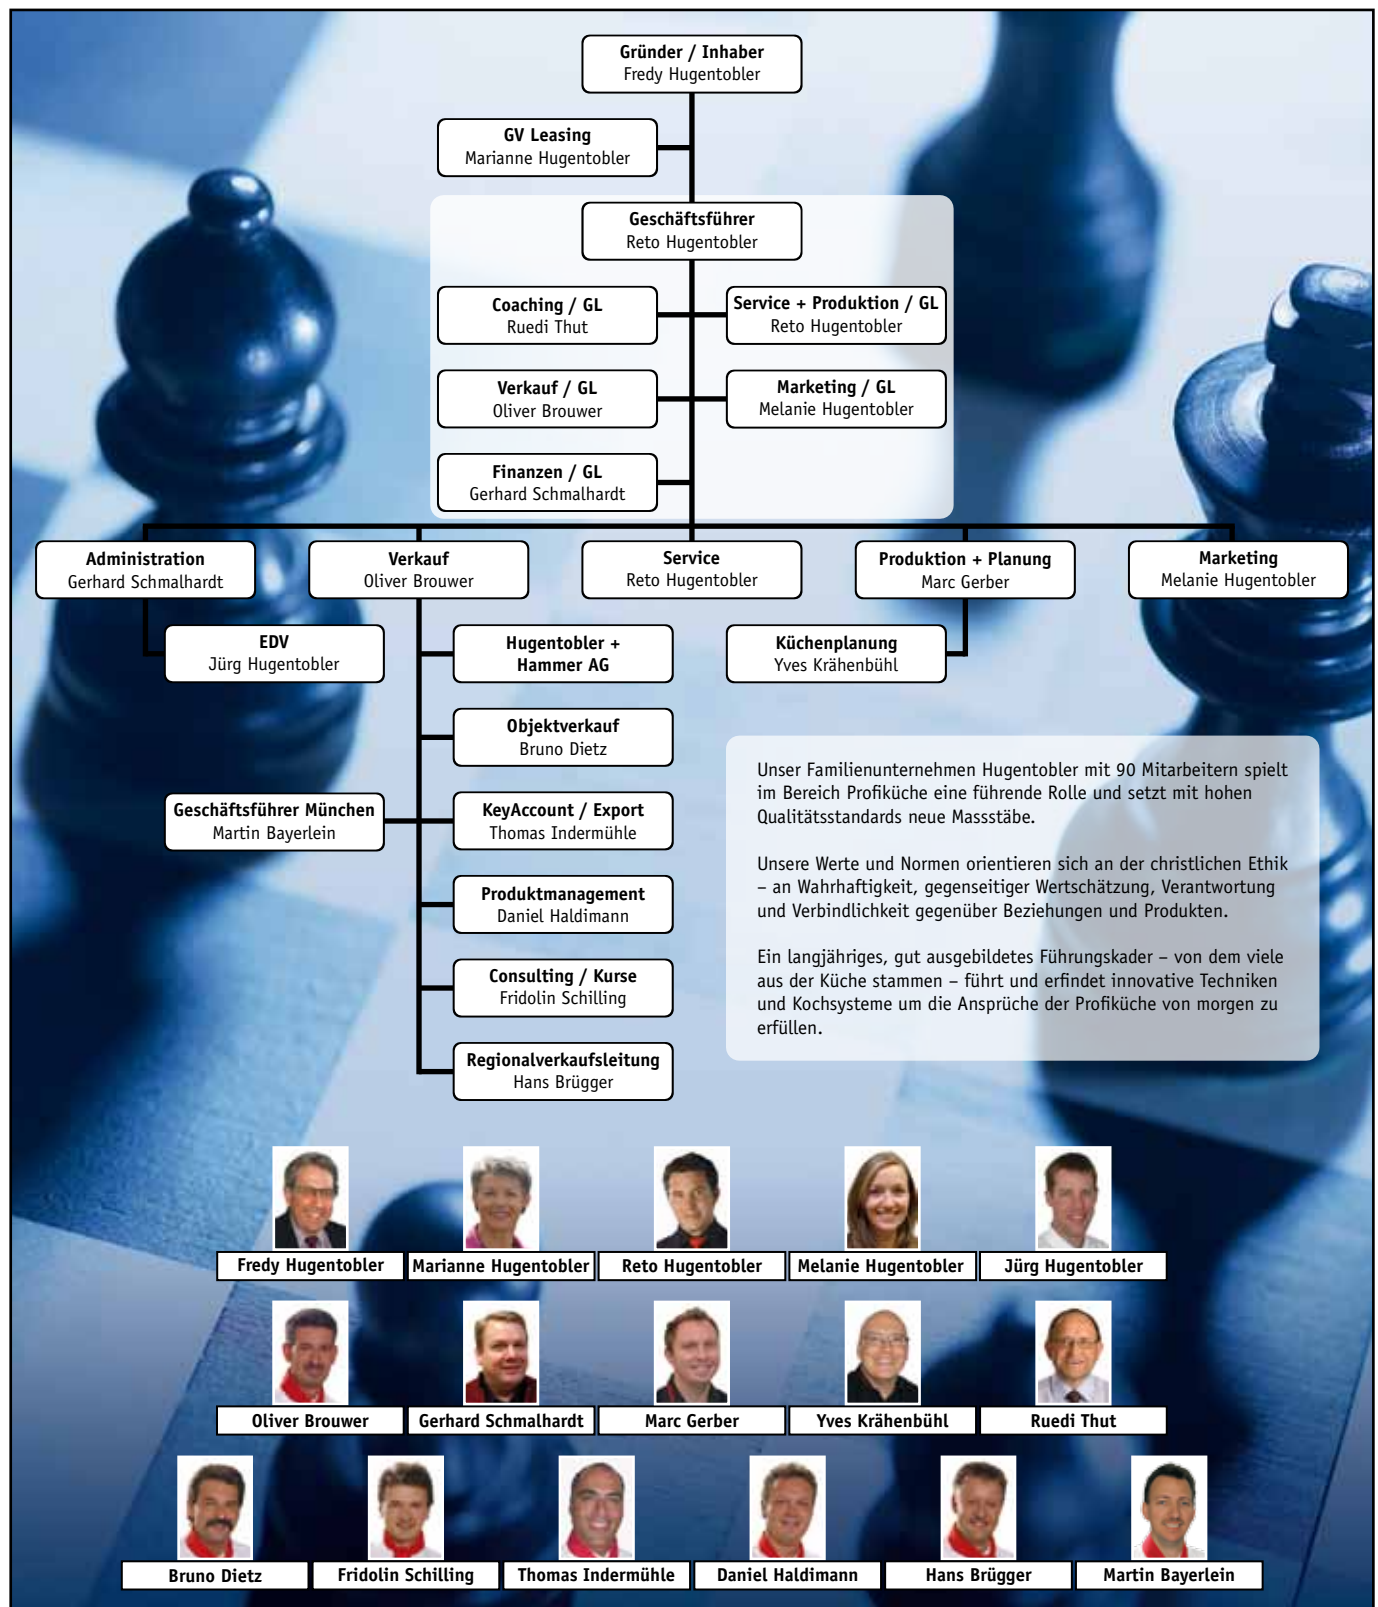 Gründer / Inhaber
Fredy Hugentobler
GV Leasing
Marianne Hugentobler
Geschäftsführer
Reto Hugentobler
Coaching / GL
Ruedi Thut
Service + Produktion / GL
Reto Hugentobler
Verkauf / GL
Oliver Brouwer
Marketing / GL
Melanie Hugentobler
Finanzen / GL
Gerhard Schmalhardt
Administration
Gerhard Schmalhardt
Verkauf
Oliver Brouwer
Service
Reto Hugentobler
Produktion + Planung
Marc Gerber
Marketing
Melanie Hugentobler
EDV
Jürg Hugentobler
Hugentobler +
Hammer AG
Küchenplanung
Yves Krähenbühl
Objektverkauf
Bruno Dietz
Geschäftsführer München
Martin Bayerlein
KeyAccount / Export
Thomas Indermühle
Produktmanagement
Daniel Haldimann
Consulting / Kurse
Fridolin Schilling
Regionalverkaufsleitung
Hans Brügger
Unser Familienunternehmen Hugentobler mit 90 Mitarbeitern spielt
im Bereich Profiküche eine führende Rolle und setzt mit hohen
Qualitätsstandards neue Massstäbe.
Unsere Werte und Normen orientieren sich an der christlichen Ethik
– an Wahrhaftigkeit, gegenseitiger Wertschätzung, Verantwortung
und Verbindlichkeit gegenüber Beziehungen und Produkten.
Ein langjähriges, gut ausgebildetes Führungskader – von dem viele
aus der Küche stammen – führt und erfindet innovative Techniken
und Kochsysteme um die Ansprüche der Profiküche von morgen zu
erfüllen.
Fredy Hugentobler
Marianne Hugentobler
Reto Hugentobler
Melanie Hugentobler
Jürg Hugentobler
Oliver Brouwer
Gerhard Schmalhardt
Marc Gerber
Yves Krähenbühl
Ruedi Thut
Bruno Dietz
Fridolin Schilling
Thomas Indermühle
Daniel Haldimann
Hans Brügger
Martin Bayerlein